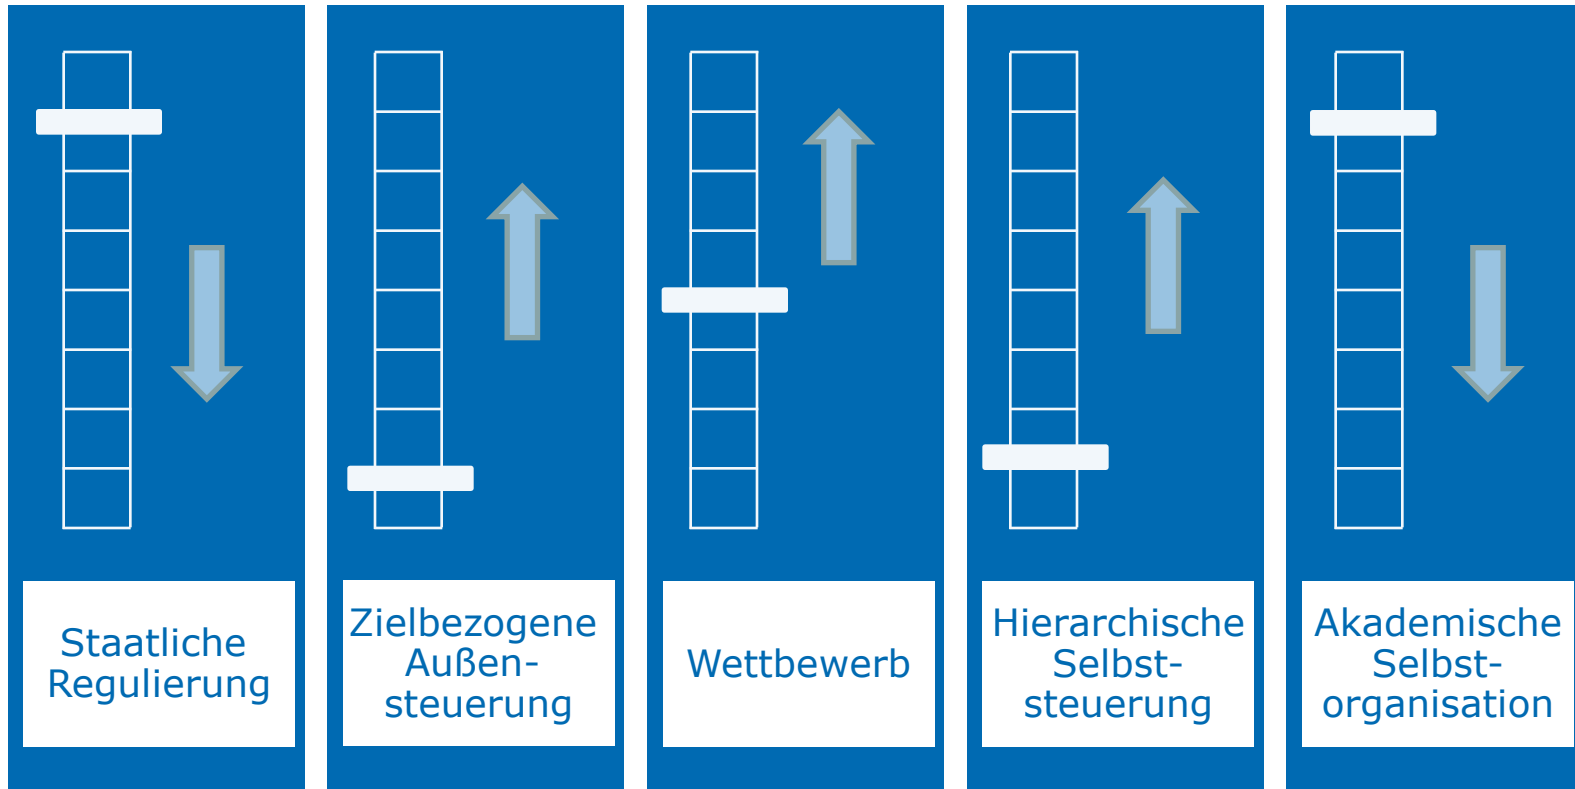 Staatliche
Regulierung
Zielbezogene
Außen-
steuerung
Wettbewerb
Hierarchische
Selbst-
steuerung
Akademische
Selbst-
organisation